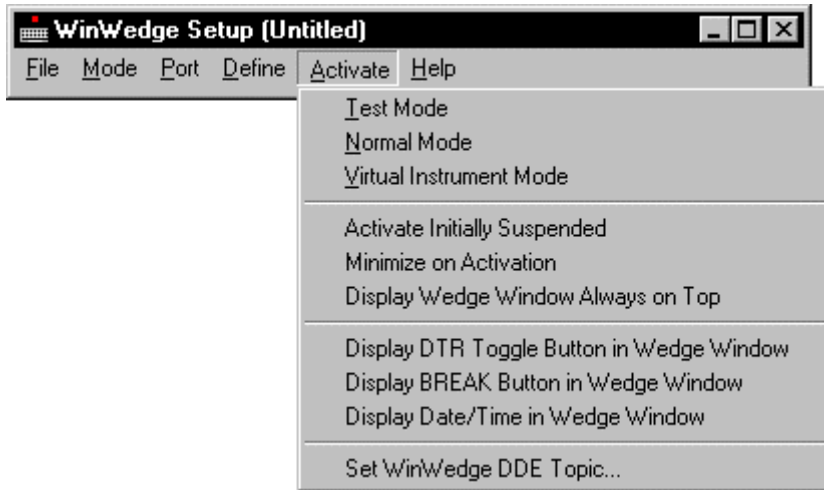 WinWedge Setup (Untitled)
File Mode Port Define Activate Help
Test Mode
Normal Mode
Virtual Instrument Mode
Activate Initially Suspended
Minimize on Activation
Display Wedge Window Always on Top
Display DTR Toggle Button in Wedge Window
Display BREAK Button in Wedge Window
Display Date/Time in Wedge Window
Set WinWedge DDE Topic...